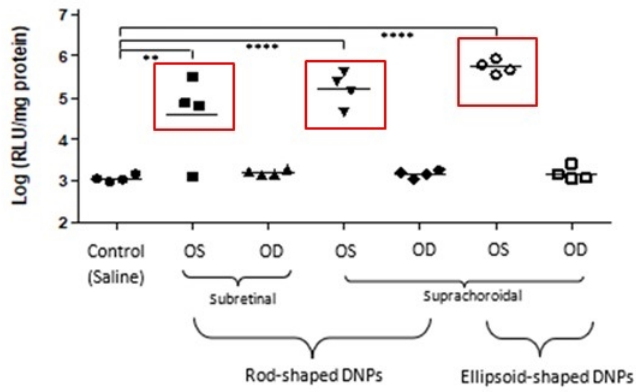 Log (RLU/mg protein)
7
6
5
4
3
2
**
****
****
Control
(Saline)
OS
OD
OS
OD
OS
OD
Subretinal
Suprachoroidal
Rod-shaped DNPs
Ellipsoid-shaped DNPs